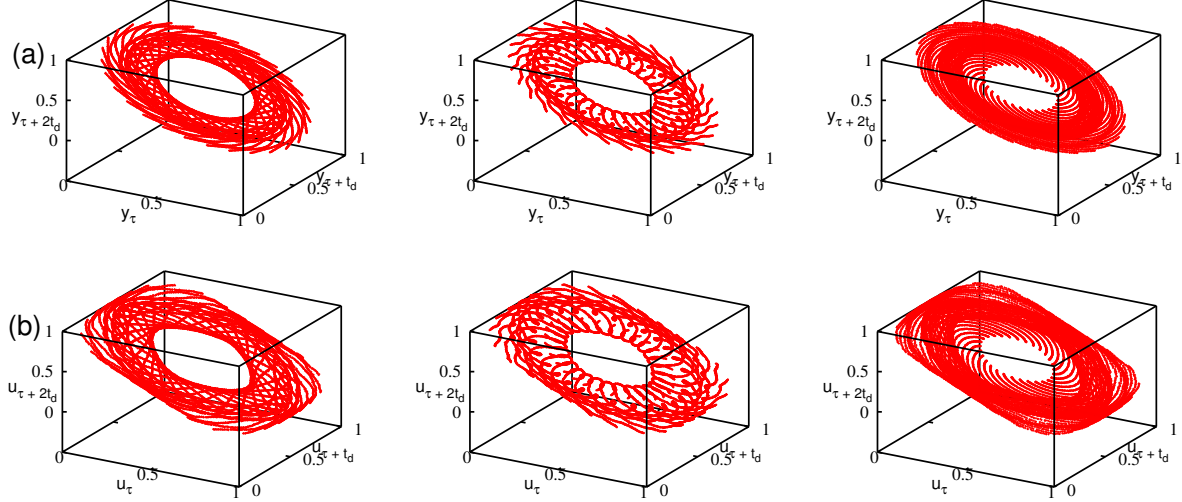 (a)
1 1 1
0.5 0.5 0.5
y_{τ + 2t_d} y_{τ + 2t_d} y_{τ + 2t_d}
0 0 0
1 1 1
0 0.5 y_{τ + t_d} 0 0.5 y_{τ + t_d} 0 0.5 y_{τ + t_d}
0.5 0.5 0.5
y_τ 1 0 y_τ 1 0 y_τ 1 0
(b)
1 1 1
0.5 0.5 0.5
u_{τ + 2t_d} u_{τ + 2t_d} u_{τ + 2t_d}
0 0 0
1 1 1
0 0.5 u_{τ + t_d} 0 0.5 u_{τ + t_d} 0 0.5 u_{τ + t_d}
0.5 0.5 0.5
u_τ 1 0 u_τ 1 0 u_τ 1 0